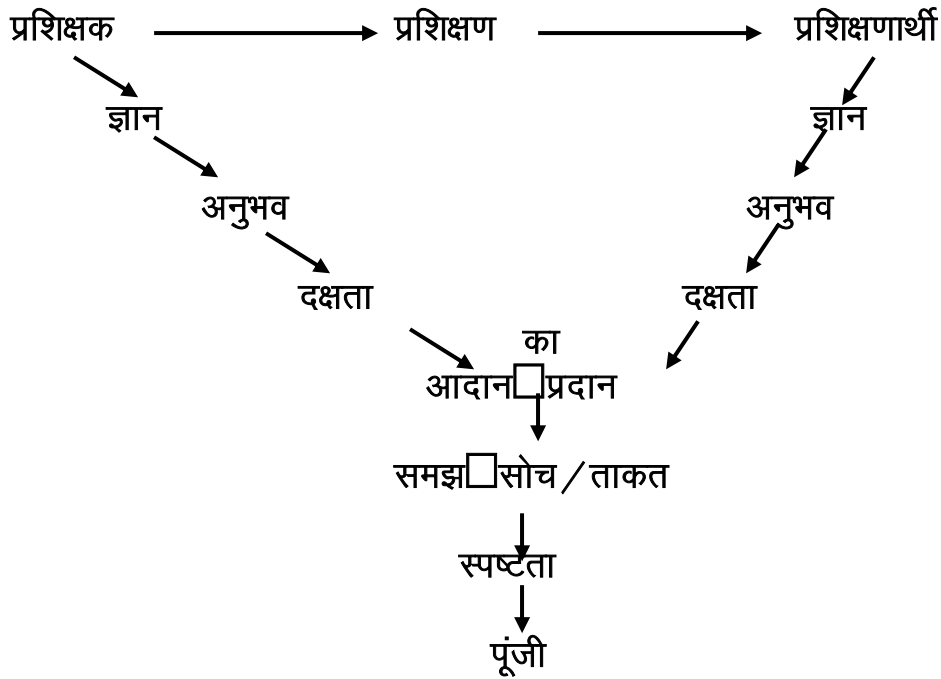 प्रशिक्षक प्रशिक्षण प्रशिक्षणार्थी
ज्ञान ज्ञान
अनुभव अनुभव
दक्षता दक्षता
का
आदान□प्रदान
समझ□सोच/ताकत
स्पष्टता
पूंजी